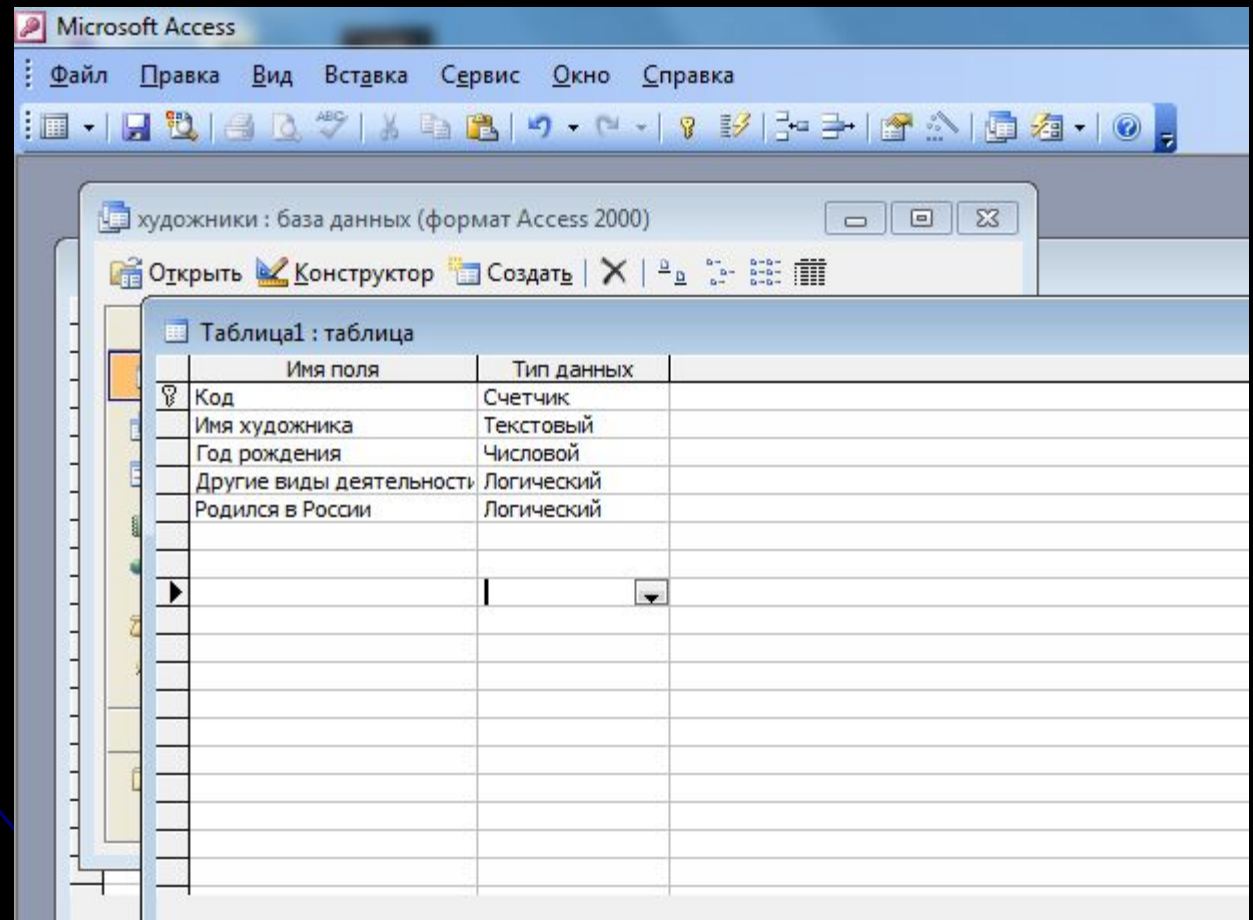 Microsoft Access
Файл Правка Вид Вставка Сервис Окно Справка
ABC
художники : база данных (формат Access 2000)
Открыть Конструктор Создать
Таблица1 : таблица
Имя поля Тип данных
Код Счетчик
Имя художника Текстовый
Год рождения Числовой
Другие виды деятельности Логический
Родился в России Логический